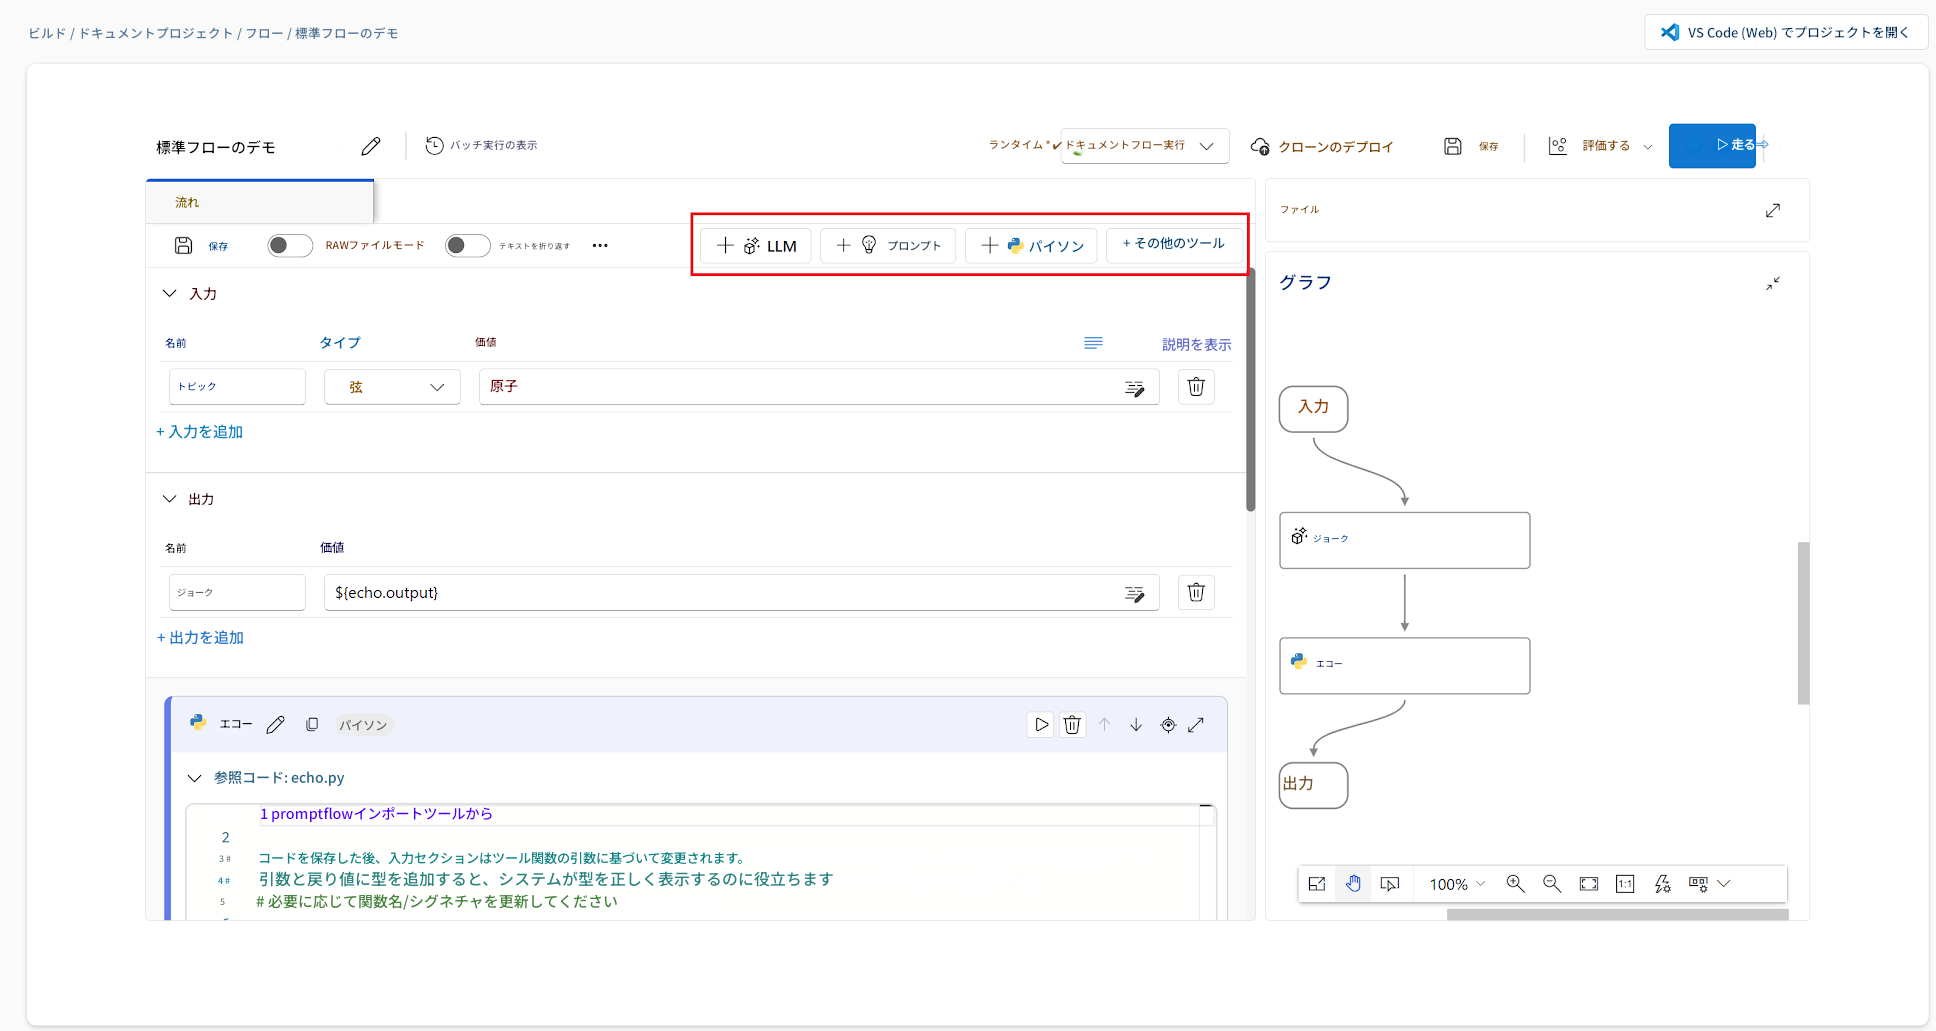 ビルド / ドキュメントプロジェクト / フロー / 標準フローのデモ
VS Code (Web) でプロジェクトを開く
標準フローのデモ
バッチ実行の表示
ランタイム * ✓ ドキュメントフロー実行
クローンのデプロイ
保存
評価する
走る
流れ
保存
RAWファイルモード
テキストを折り返す
LLM
プロンプト
パイソン
+ その他のツール
入力
名前 タイプ 価値
説明を表示
トピック 弦 原子
+ 入力を追加
出力
名前 価値
ジョーク ${echo.output}
+ 出力を追加
エコー パイソン
参照コード: echo.py
1 promptflowインポートツールから
2
3 # コードを保存した後、入力セクションはツール関数の引数に基づいて変更されます。
4 # 引数と戻り値に型を追加すると、システムが型を正しく表示するのに役立ちます
5 # 必要に応じて関数名/シグネチャを更新してください
ファイル
グラフ
入力
ジョーク
エコー
出力
100%
1:1